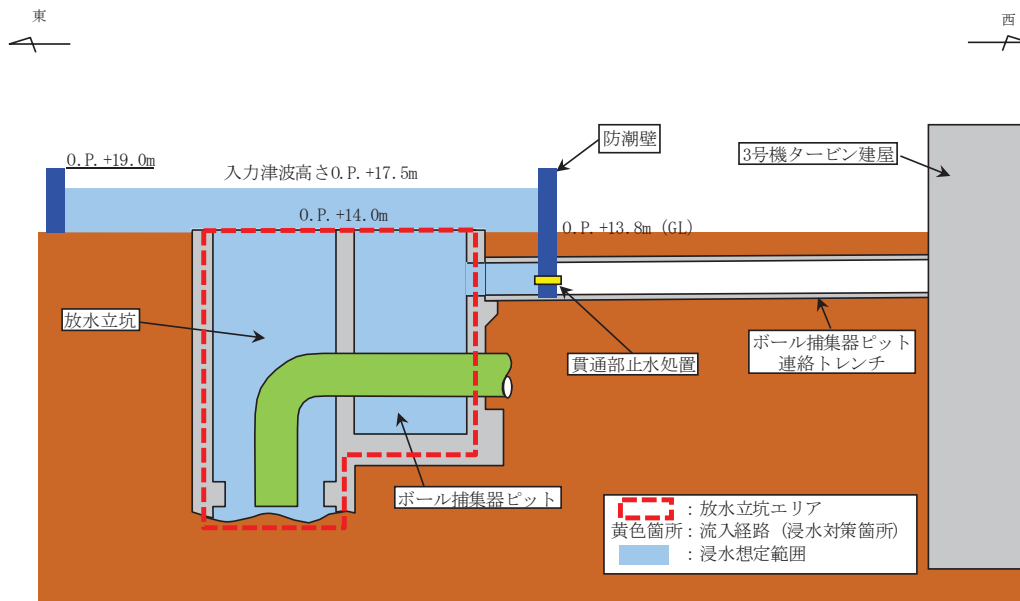 東
西
防潮壁
3号機タービン建屋
O.P.+19.0m
入力津波高さO.P.+17.5m
O.P.+14.0m
O.P.+13.8m (GL)
放水立坑
貫通部止水処置
ボール捕集器ピット
連絡トレンチ
ボール捕集器ピット
：放水立坑エリア
黄色箇所：流入経路（浸水対策箇所）
：浸水想定範囲